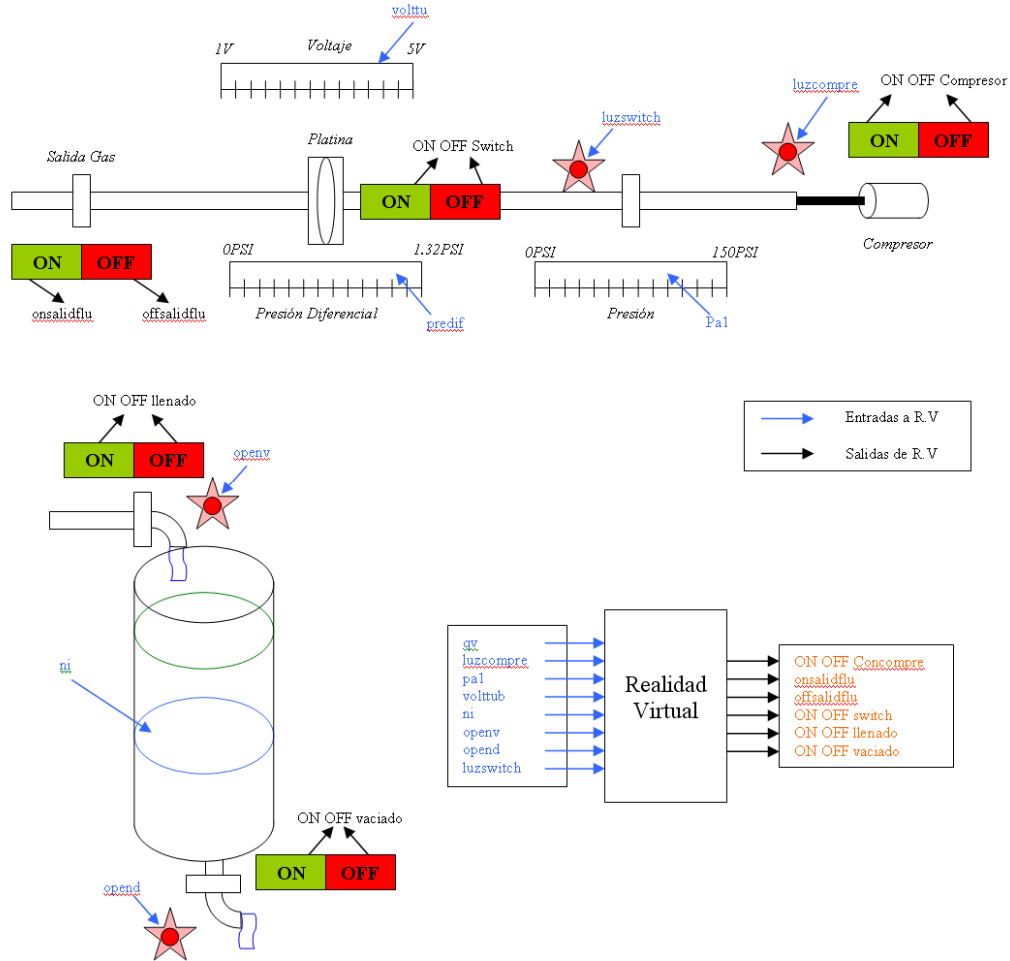 volttu
1V
Voltaje
5V
luzcompre
ON OFF Compresor
luzswitch
ON
OFF
Platina
ON OFF Switch
Salida Gas
ON
OFF
Compresor
ON
OFF
0PSI
1.32PSI
0PSI
150PSI
onsalidflu
offsalidflu
Presión Diferencial
predif
Presión
Pa1
ON OFF llenado
ON
OFF
openv
Entradas a R.V
Salidas de R.V
ni
qv
luzcompre
pa1
volttub
ni
openv
opend
luzswitch
Realidad
Virtual
ON OFF Concompre
onsalidflu
offsalidflu
ON OFF switch
ON OFF llenado
ON OFF vaciado
ON OFF vaciado
ON
OFF
opend